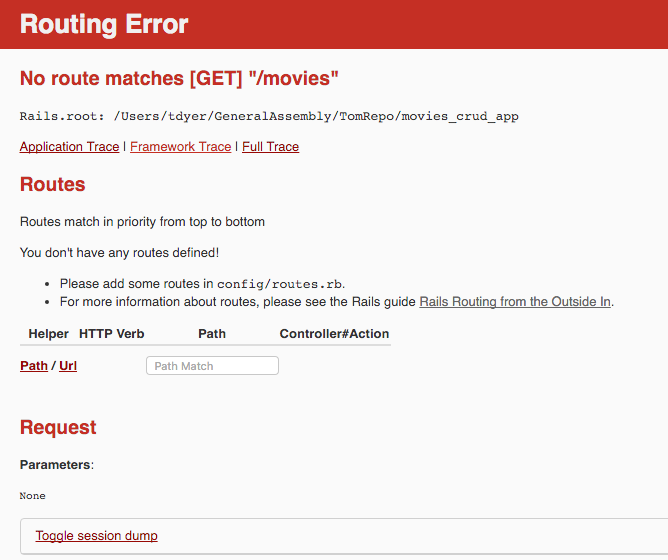 Routing Error
No route matches [GET] "/movies"
Rails.root: /Users/tdyer/GeneralAssembly/TomRepo/movies_crud_app
Application Trace | Framework Trace | Full Trace
Routes
Routes match in priority from top to bottom
You don't have any routes defined!
• Please add some routes in config/routes.rb.
• For more information about routes, please see the Rails guide Rails Routing from the Outside In.
Helper HTTP Verb Path Controller#Action
Path / Url Path Match
Request
Parameters:
None
Toggle session dump